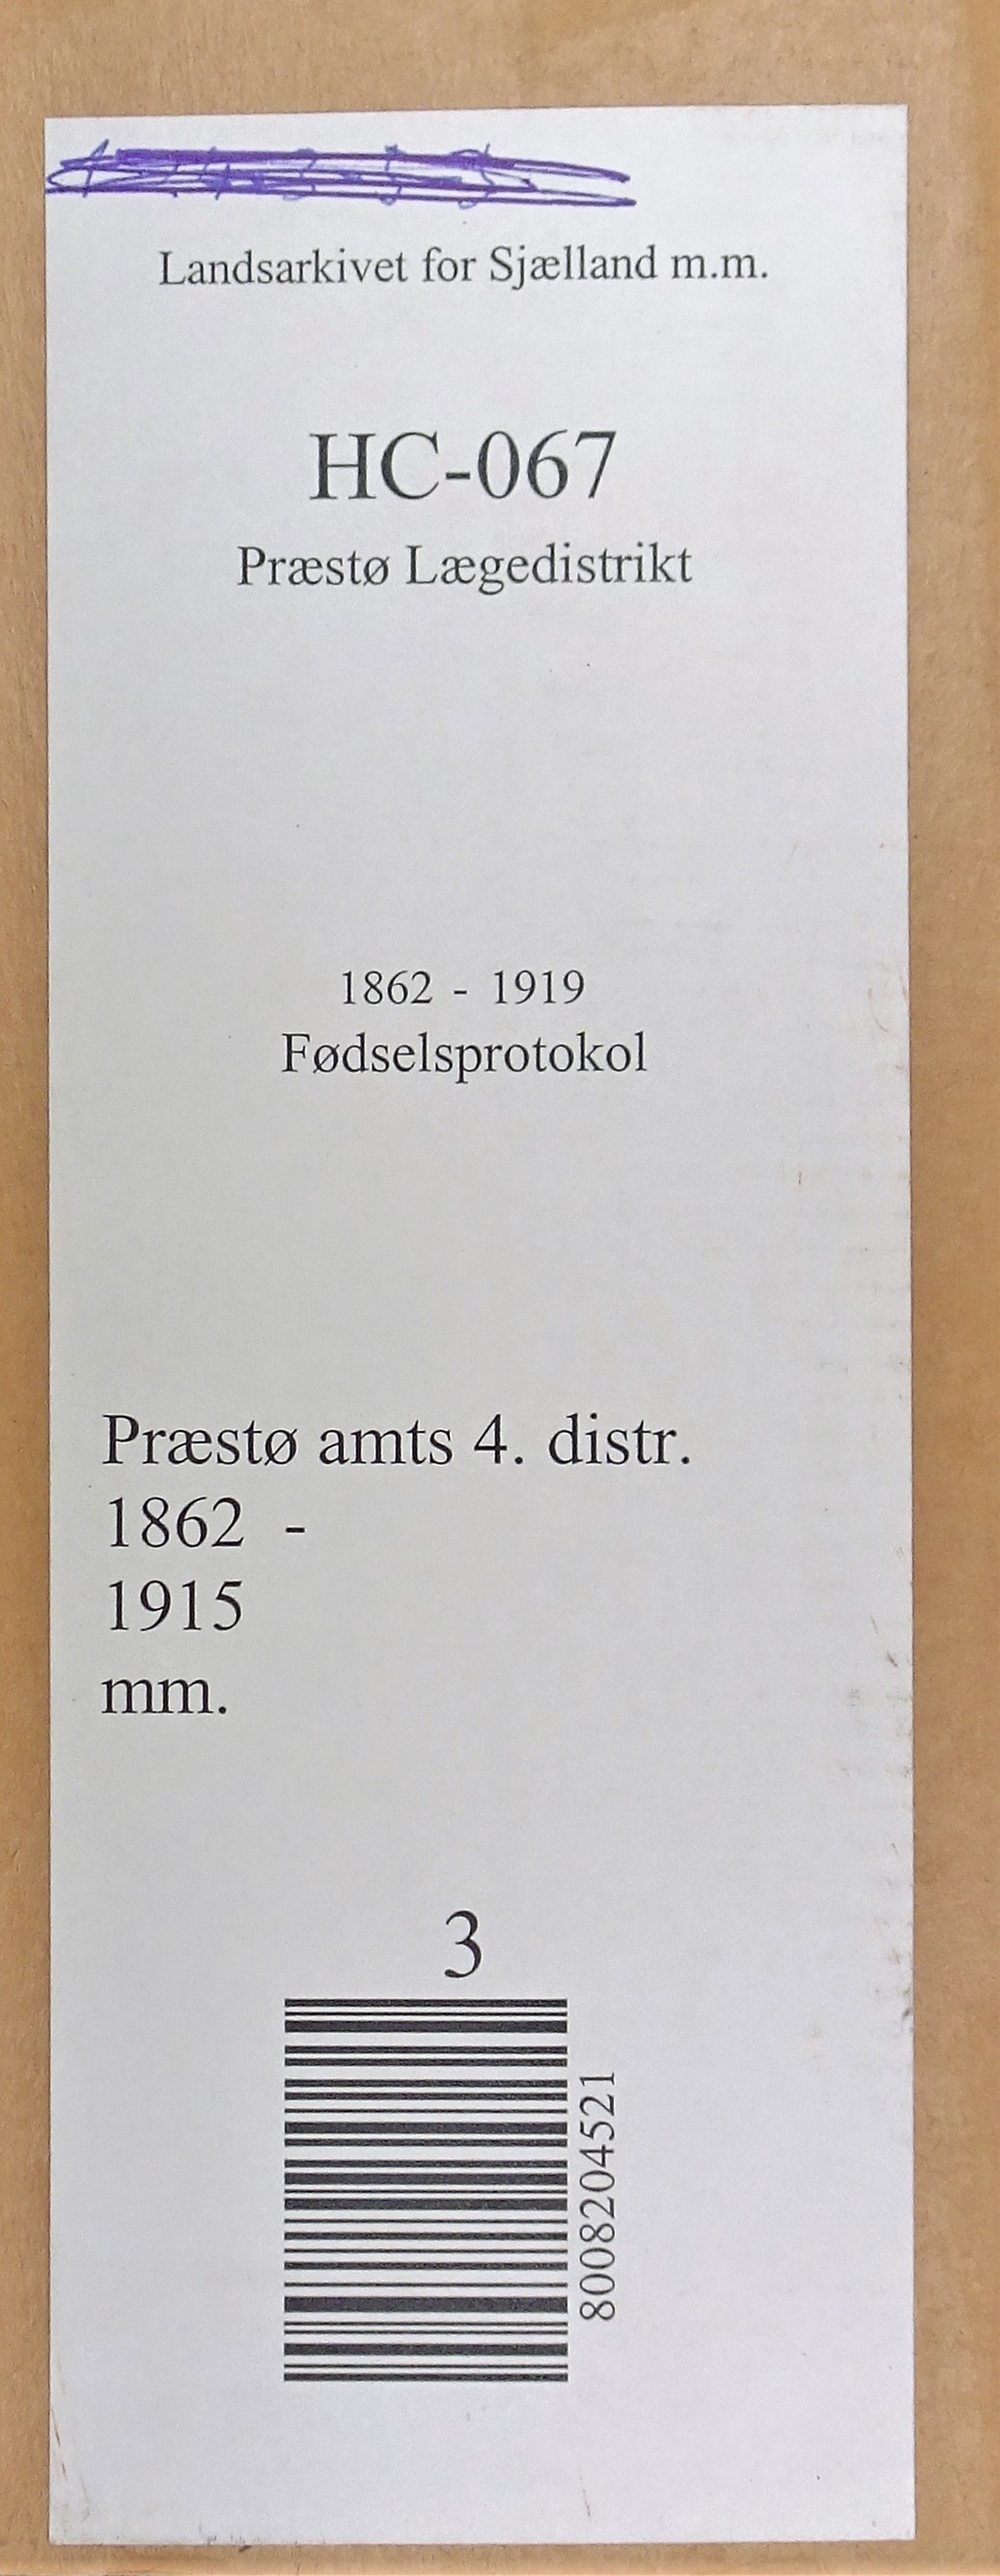 Landsarkivet for Sjælland m.m.
HC-067
Præstø Lægedistrikt
1862 - 1919
Fødselsprotokol
Præstø amts 4. distr.
1862 -
1915
mm.
3
8008204521